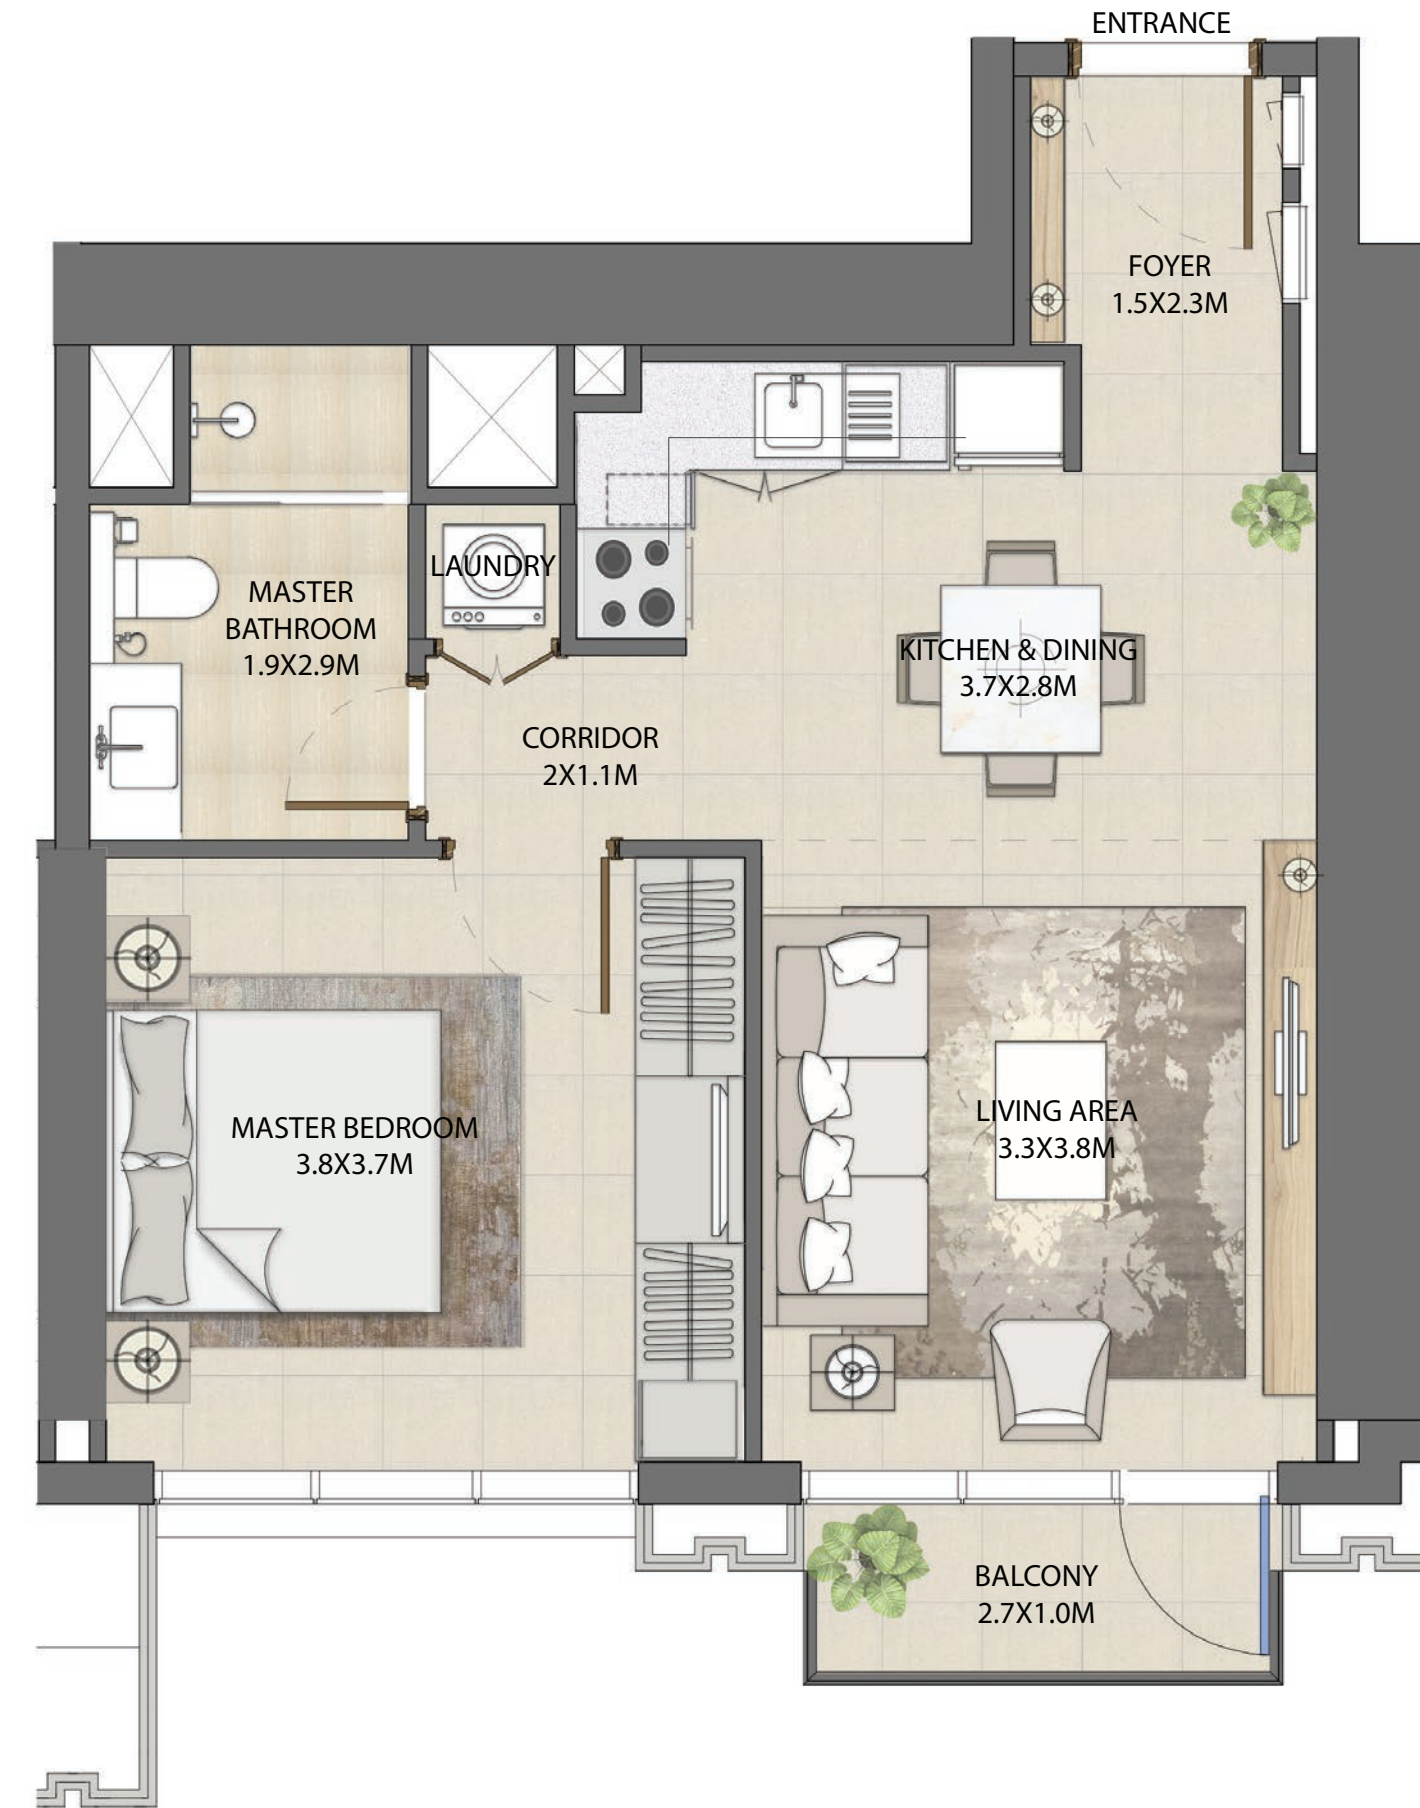 ENTRANCE
FOYER
1.5X2.3M
LAUNDRY
MASTER
BATHROOM
1.9X2.9M
KITCHEN & DINING
3.7X2.8M
CORRIDOR
2X1.1M
MASTER BEDROOM
3.8X3.7M
LIVING AREA
3.3X3.8M
BALCONY
2.7X1.0M